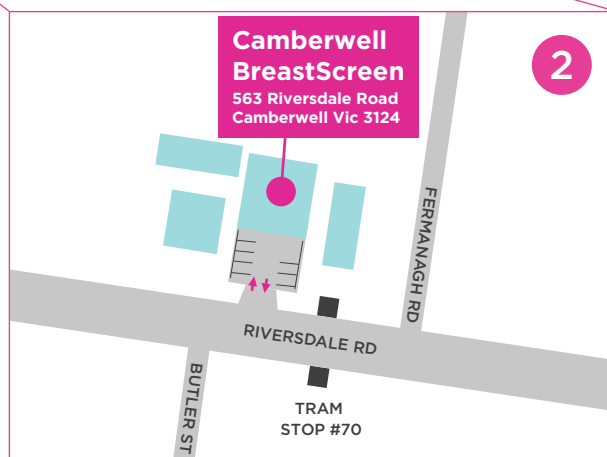 Camberwell
BreastScreen
563 Riversdale Road
Camberwell Vic 3124
2
FERMANAGH RD
RIVERSDALE RD
BUTLER ST
TRAM
STOP #70